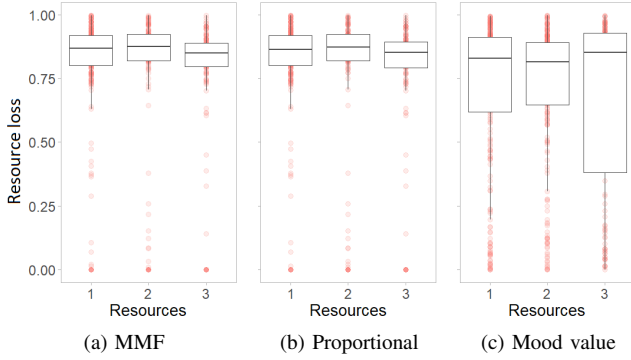 Resource loss
1.00
0.75
0.50
0.25
0.00
1 2 3 1 2 3 1 2 3
Resources Resources Resources
(a) MMF (b) Proportional (c) Mood value